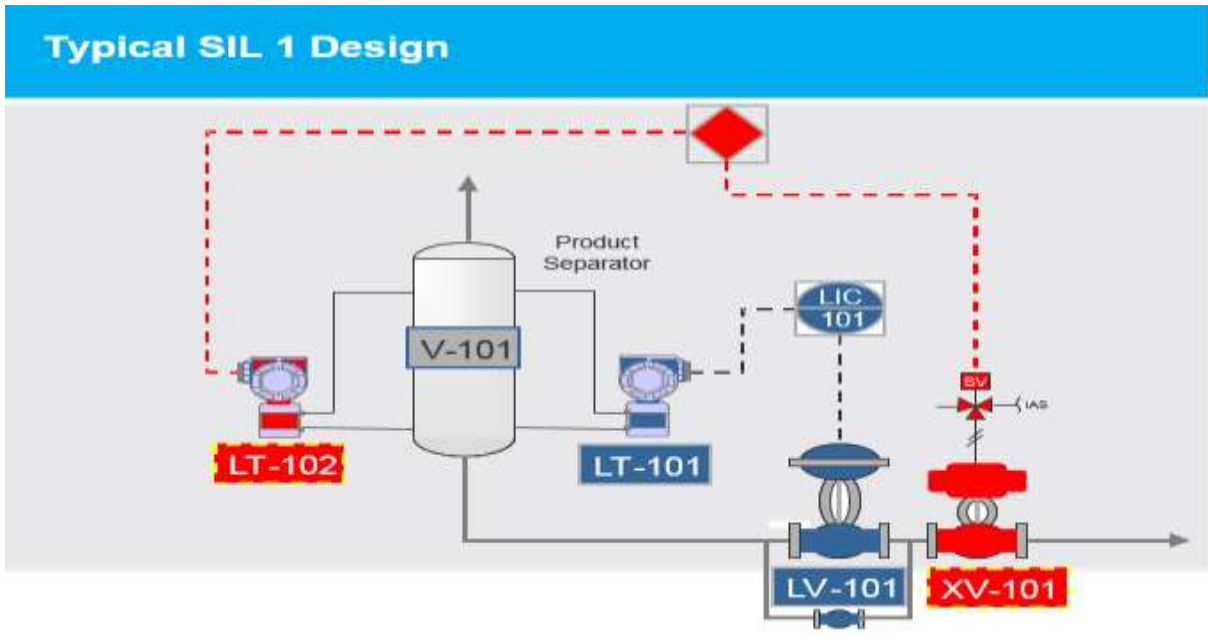 Typical SIL 1 Design
Product
Separator
LIC
101
V-101
SV
IAS
LT-102
LT-101
LV-101
XV-101